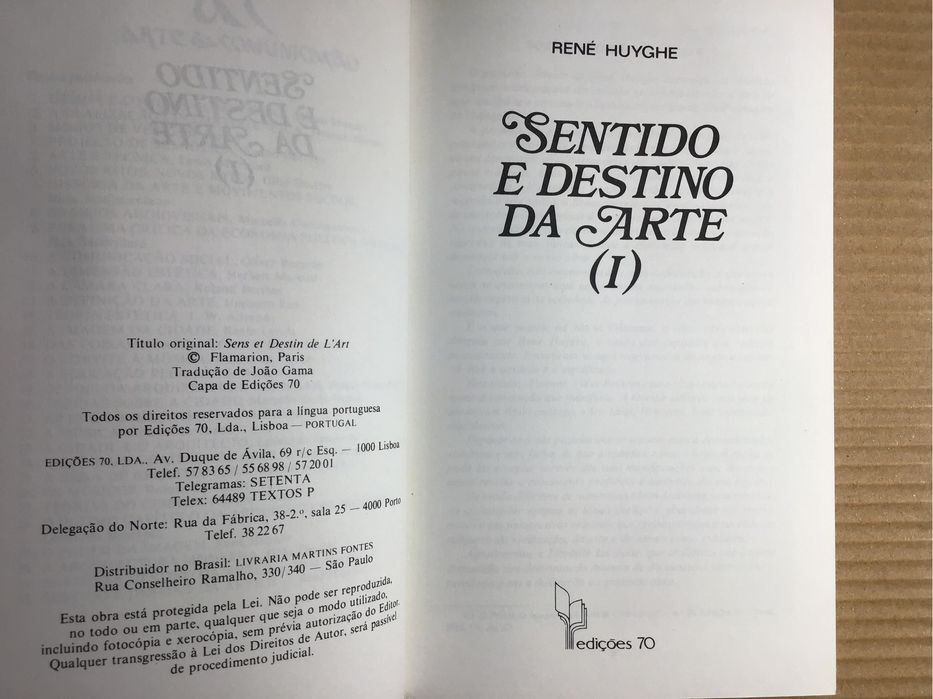 Título original: Sens et Destin de L'Art
© Flamarion, Paris
Tradução de João Gama
Capa de Edições 70
Todos os direitos reservados para a língua portuguesa
por Edições 70, Lda., Lisboa — PORTUGAL
EDIÇÕES 70, LDA., Av. Duque de Ávila, 69 r/c Esq. — 1000 Lisboa
Telef. 57 83 65 / 55 68 98 / 57 20 01
Telegramas: SETENTA
Telex: 64489 TEXTOS P
Delegação do Norte: Rua da Fábrica, 38-2.º, sala 25 — 4000 Porto
Telef. 38 22 67
Distribuidor no Brasil: LIVRARIA MARTINS FONTES
Rua Conselheiro Ramalho, 330/340 — São Paulo
Esta obra está protegida pela Lei. Não pode ser reproduzida,
no todo ou em parte, qualquer que seja o modo utilizado,
incluindo fotocópia e xerocópia, sem prévia autorização do Editor.
Qualquer transgressão à Lei dos Direitos de Autor, será passível
de procedimento judicial.
RENÉ HUYGHE
SENTIDO
E DESTINO
DA ARTE
(I)
edições 70